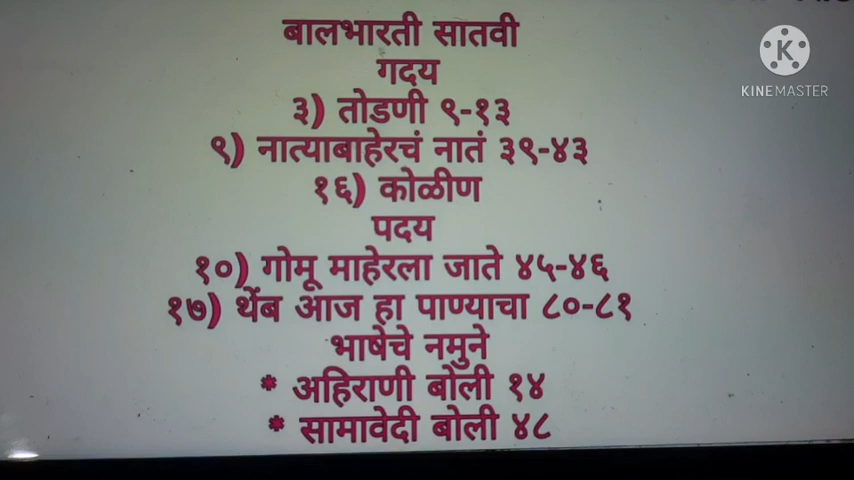 बालभारती सातवी
गदय
३) तोडणी ९-१३
९) नात्याबाहेरचं नातं ३९-४३
१६) कोळीण
पदय
१०) गोमू माहेरला जाते ४५-४६
१७) थेंब आज हा पाण्याचा ८०-८१
भाषेचे नमुने
* अहिराणी बोली १४
* सामावेदी बोली ४८
KINEMASTER